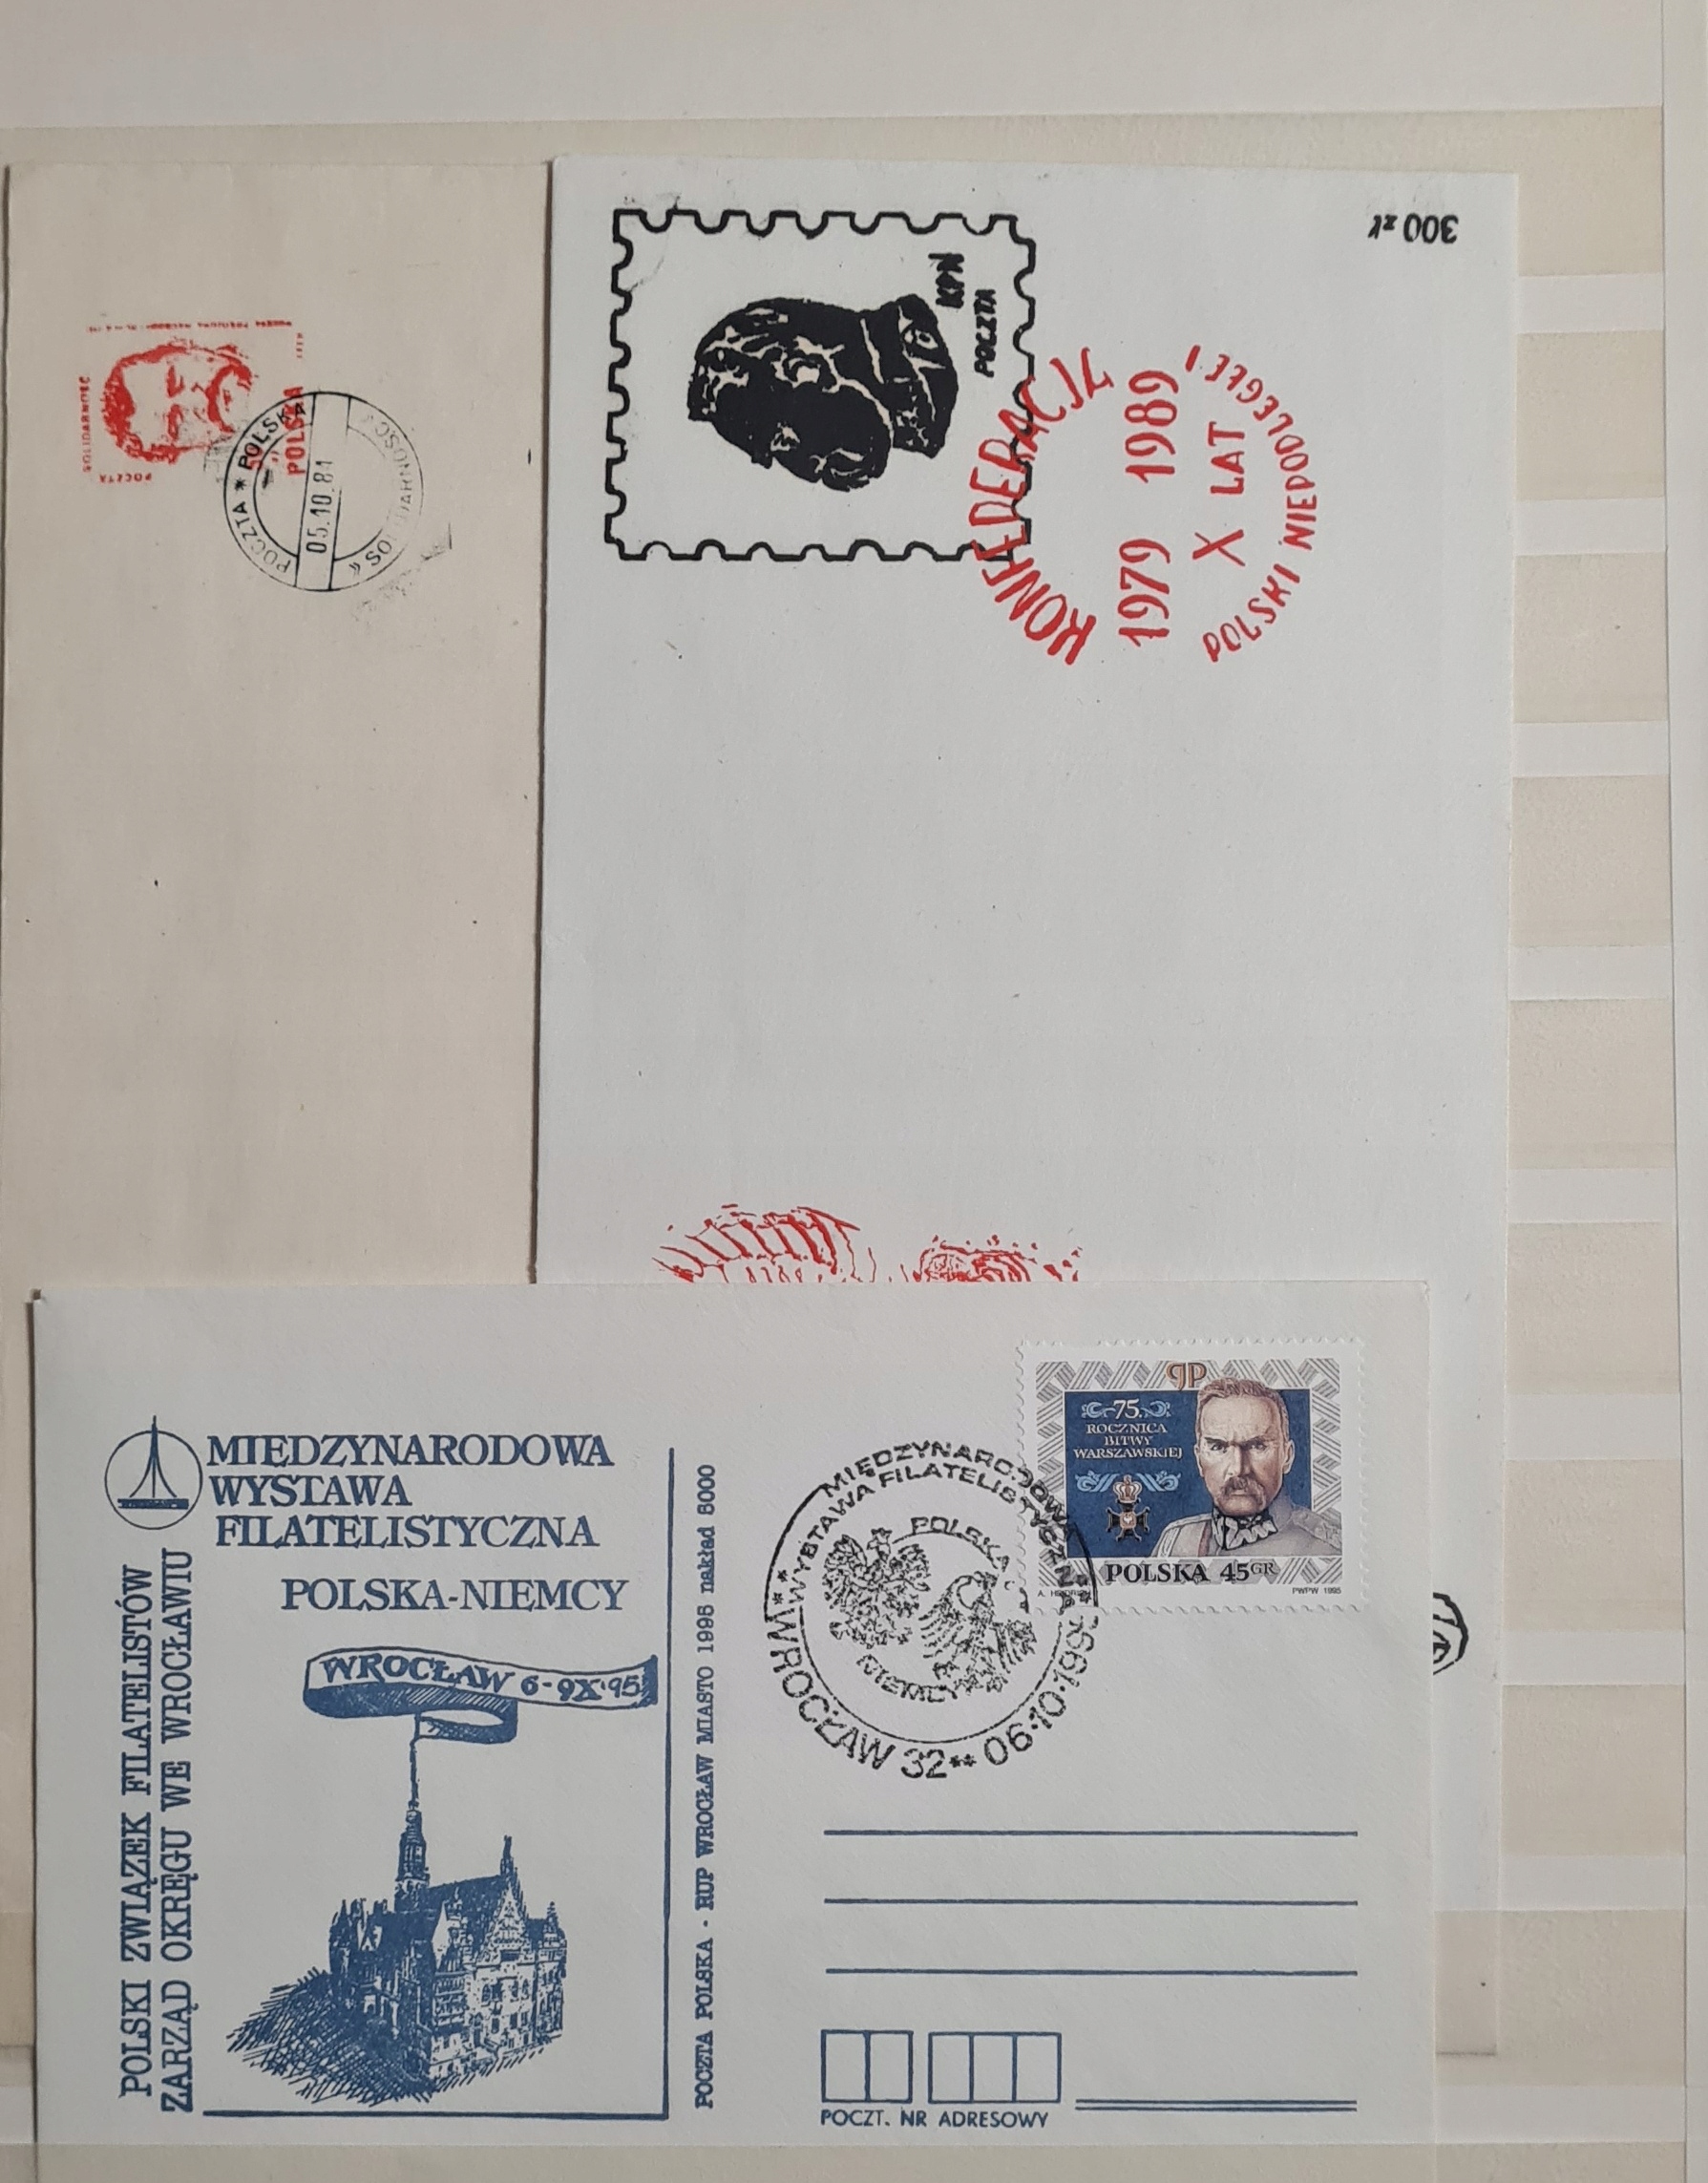 SOLIDARNOŚĆ
POCZTA
POLSKA
POCZTA * POLSKA
05.10.81
KPN
POCZTA
300 zł
KONFEDERACJA
1979 1989
X LAT
POLSKI NIEPODLEGŁEJ
MIĘDZYNARODOWA
WYSTAWA
FILATELISTYCZNA
POLSKA-NIEMCY
WROCŁAW 6-9X'95
POLSKI ZWIĄZEK FILATELISTÓW
ZARZĄD OKRĘGU WE WROCŁAWIU
POCZTA POLSKA - RUP WROCŁAW MIASTO 1995 nakład 8000
MIĘDZYNARODOWA
WYSTAWA FILATELISTYCZNA
POLSKA
NIEMCY
WROCŁAW 32 ** 06.10.1995
JP
75.
ROCZNICA
BITWY
WARSZAWSKIEJ
POLSKA 45GR
PWPW 1995
POCZT. NR ADRESOWY